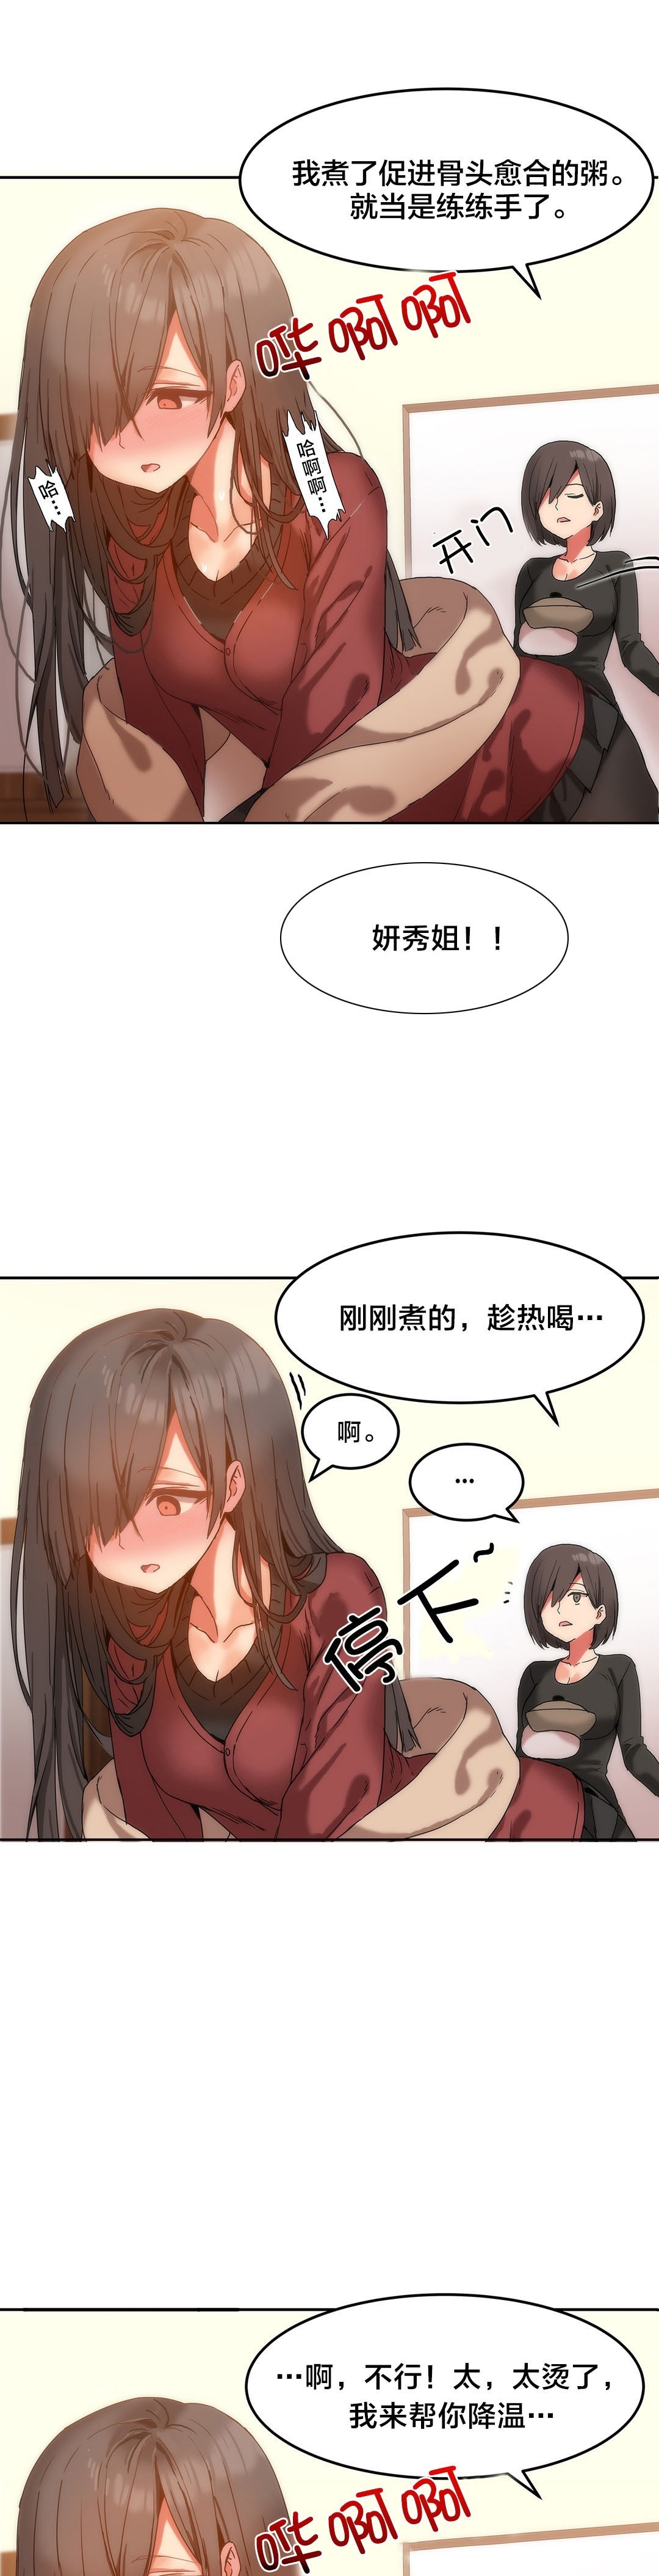 我煮了促进骨头愈合的粥。
就当是练练手了。
哗啊啊
哈啊啊…
哈…
开门
妍秀姐！！
刚刚煮的，趁热喝…
啊。
…
停下~
…啊，不行！太，太烫了，
我来帮你降温…
哗啊啊